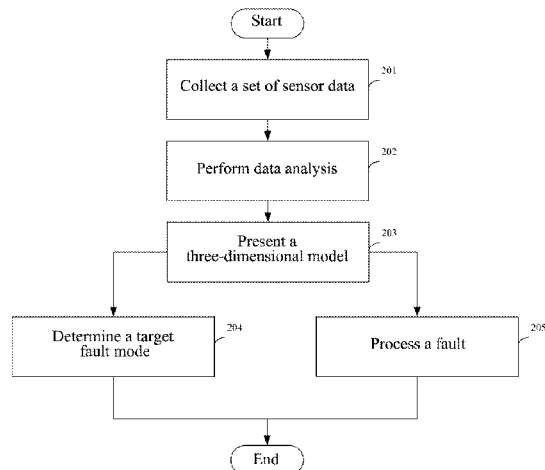 Start
Collect a set of sensor data
201
Perform data analysis
202
Present a
three-dimensional model
203
Determine a target
fault mode
204
Process a fault
205
End